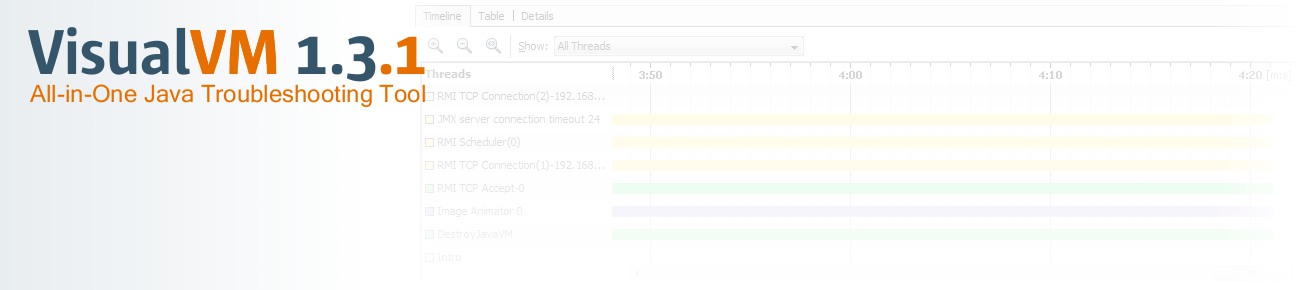 Timeline Table Details
VisualVM 1.3.1
Show: All Threads
All-in-One Java Troubleshooting Tool
Threads 3:50 4:00 4:10 4:20 [m:s]
RMI TCP Connection(2)-192.168...
JMX server connection timeout 24
RMI Scheduler(0)
RMI TCP Connection(1)-192.168...
RMI TCP Accept-0
Image Animator 0
DestroyJavaVM
Intro